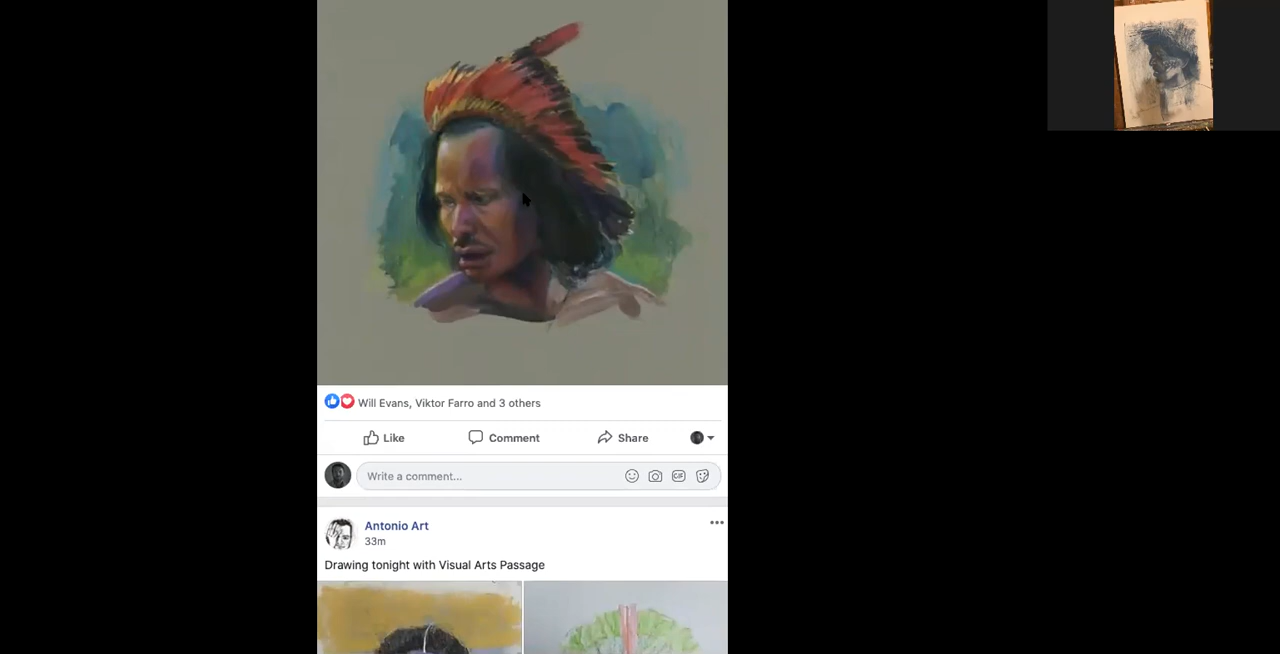 Will Evans, Viktor Farro and 3 others
Like Comment Share
Write a comment... GIF
Antonio Art
33m
Drawing tonight with Visual Arts Passage